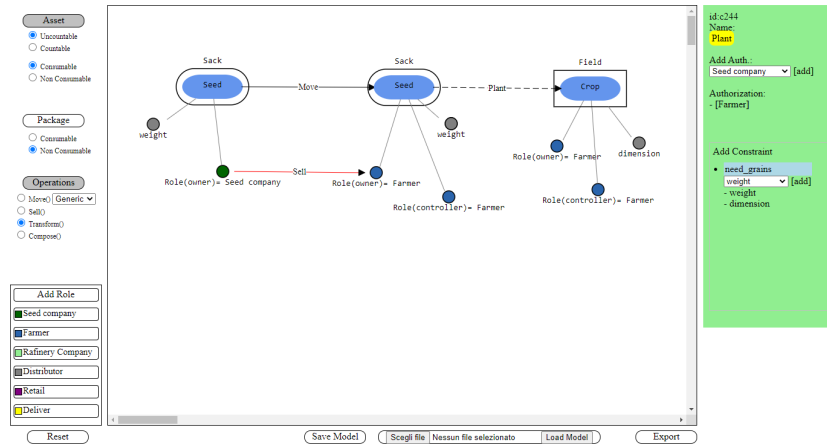 Asset
Uncountable
Countable
Consumable
Non Consumable
Package
Consumable
Non Consumable
Operations
Move() Generic
Sell()
Transform()
Compose()
Add Role
Seed company
Farmer
Rafinery Company
Distributor
Retail
Deliver
Reset
Sack
Seed
weight
Role(owner)= Seed company
Move
Sell
Sack
Seed
weight
Role(owner)= Farmer
Role(controller)= Farmer
Plant
Field
Crop
Role(owner)= Farmer
dimension
Role(controller)= Farmer
Save Model
Scegli file Nessun file selezionato Load Model
Export
id:c244
Name:
Plant
Add Auth.:
Seed company [add]
Authorization:
- [Farmer]
Add Constraint
need_grains
weight [add]
- weight
- dimension